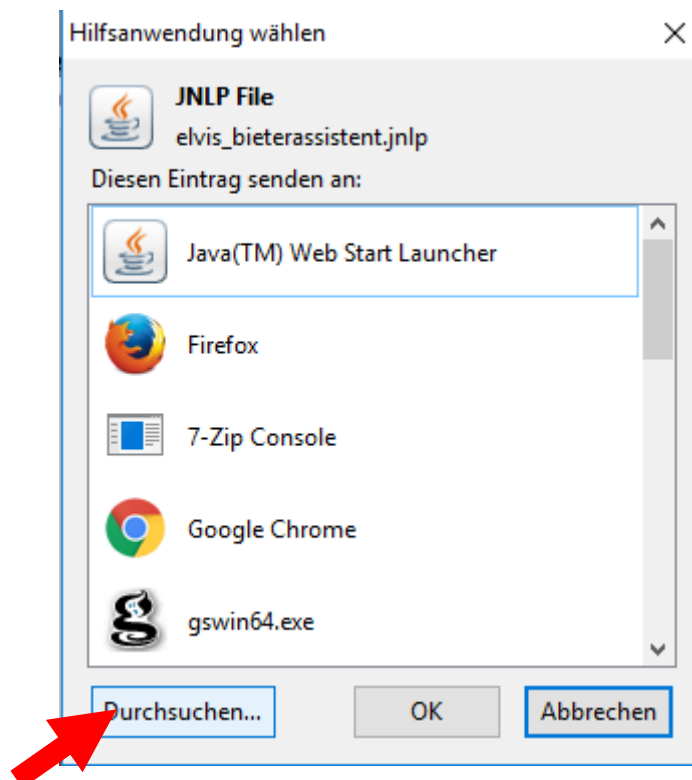 Hilfsanwendung wählen
JNLP File
elvis_bieterassistent.jnlp
Diesen Eintrag senden an:
Java(TM) Web Start Launcher
Firefox
7-Zip Console
Google Chrome
gswin64.exe
Durchsuchen...
OK
Abbrechen